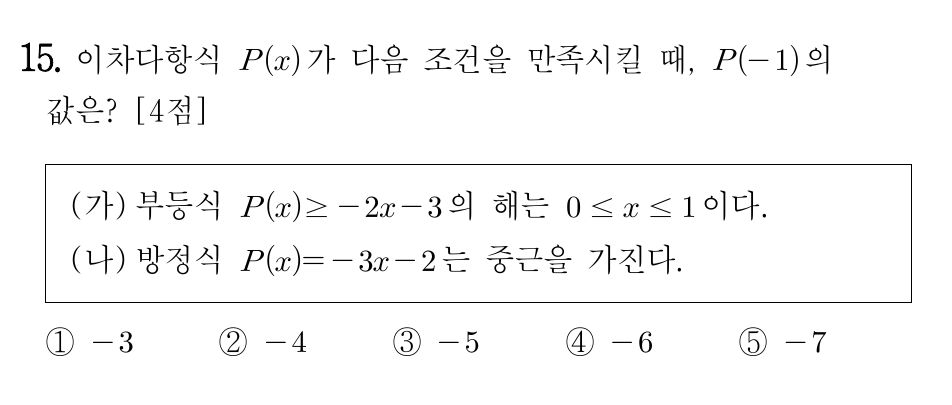 15. 이차다항식 P(x)가 다음 조건을 만족시킬 때, P(−1)의
값은? [4점]
(가) 부등식 P(x)≥−2x−3의 해는 0≤x≤1이다.
(나) 방정식 P(x)=−3x−2는 중근을 가진다.
① −3 ② −4 ③ −5 ④ −6 ⑤ −7